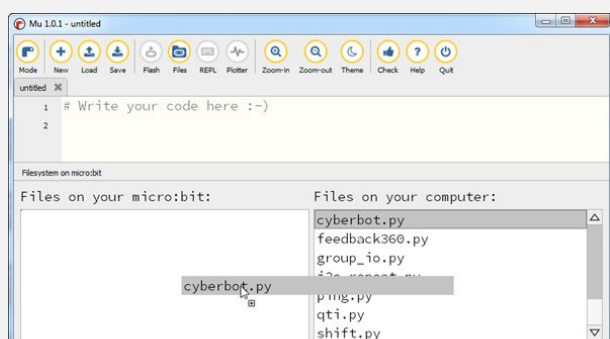 Mu 1.0.1 - untitled
Mode New Load Save Flash Files REPL Plotter Zoom-in Zoom-out Theme Check Help Quit
untitled
1 # Write your code here :-)
2
Filesystem on micro:bit
Files on your micro:bit: Files on your computer:
cyberbot.py
feedback360.py
group_io.py
cyberbot.py
ping.py
qti.py
shift.py